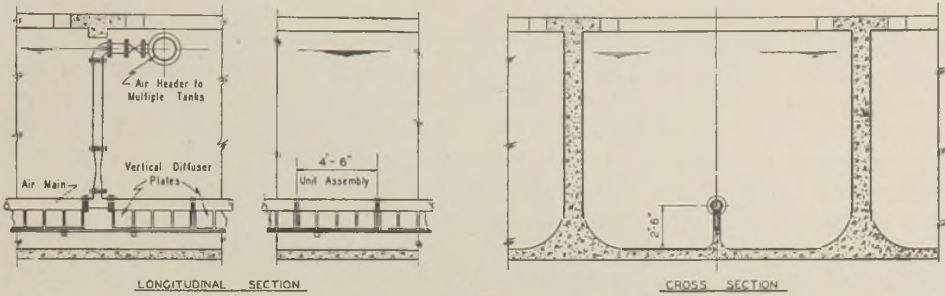 Air Header to
Multiple Tanks
Air Main
Vertical Diffuser
Plates
4'-6"
Unit Assembly
2'-6"
LONGITUDINAL SECTION
CROSS SECTION